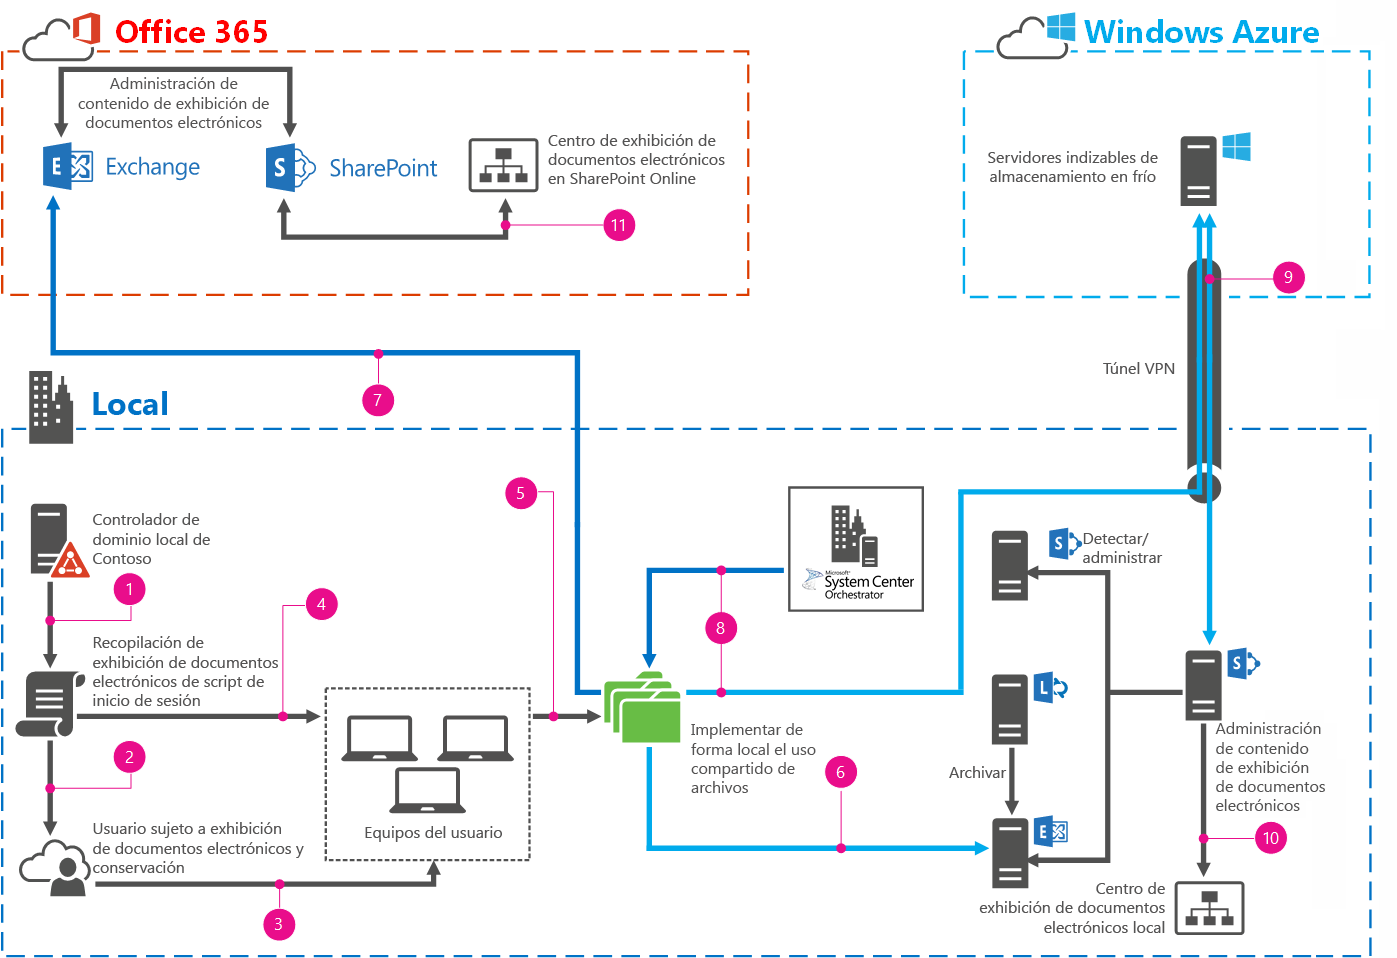 Office 365
Windows Azure
Administración de
contenido de exhibición de
documentos electrónicos
E
Exchange
S
SharePoint
Centro de exhibición de
documentos electrónicos
en SharePoint Online
11
Servidores indizables de
almacenamiento en frío
9
Túnel VPN
7
Local
Controlador de
dominio local de
Contoso
1
Recopilación de
exhibición de documentos
electrónicos de script de
inicio de sesión
4
2
Usuario sujeto a exhibición
de documentos electrónicos y
conservación
3
Equipos del usuario
5
Microsoft®
System Center
Orchestrator
8
Implementar de
forma local el uso
compartido de
archivos
6
S
Detectar/
administrar
L
Archivar
E
S
Administración
de contenido
de exhibición
de documentos
electrónicos
10
Centro de
exhibición de documentos
electrónicos local